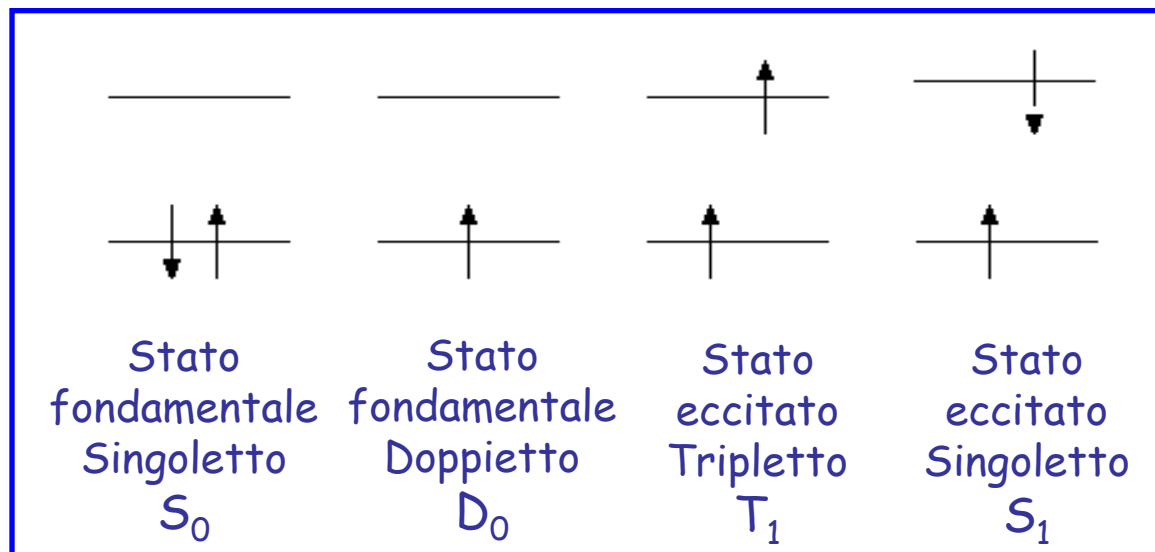 Stato
fondamentale
Singoletto
S₀
Stato
fondamentale
Doppietto
D₀
Stato
eccitato
Tripletto
T₁
Stato
eccitato
Singoletto
S₁